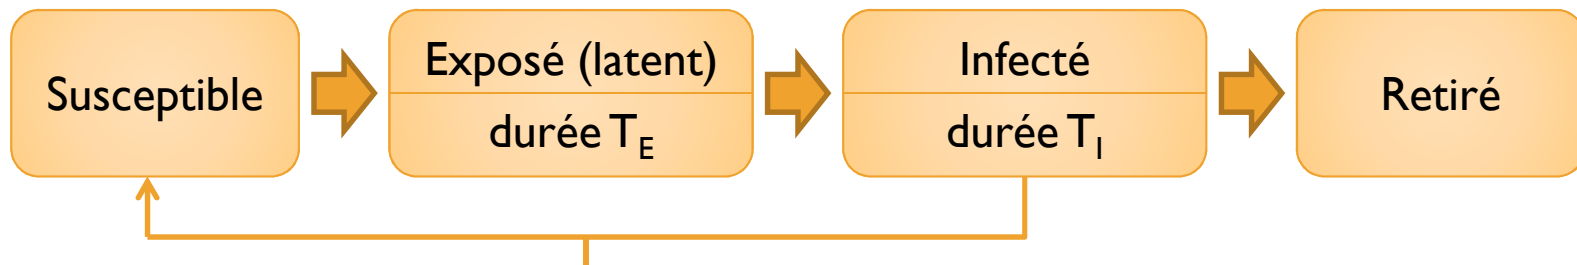 Susceptible
Exposé (latent)
durée T_E
Infecté
durée T_I
Retiré